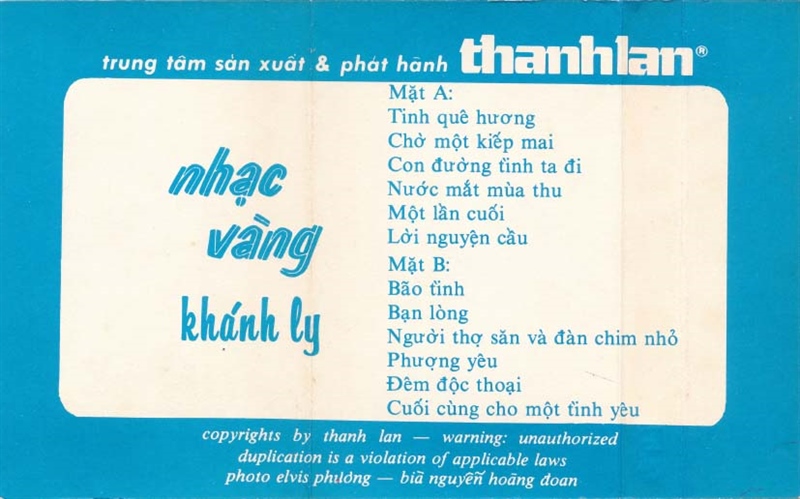 trung tâm sản xuất & phát hành thanhlan®
nhạc
vàng
khánh ly
Mặt A:
Tình quê hương
Chờ một kiếp mai
Con đường tình ta đi
Nước mắt mùa thu
Một lần cuối
Lời nguyện cầu
Mặt B:
Bão tình
Bạn lòng
Người thợ săn và đàn chim nhỏ
Phượng yêu
Đêm độc thoại
Cuối cùng cho một tình yêu
copyrights by thanh lan — warning: unauthorized
duplication is a violation of applicable laws
photo elvis phương — bìa nguyễn hoàng đoan